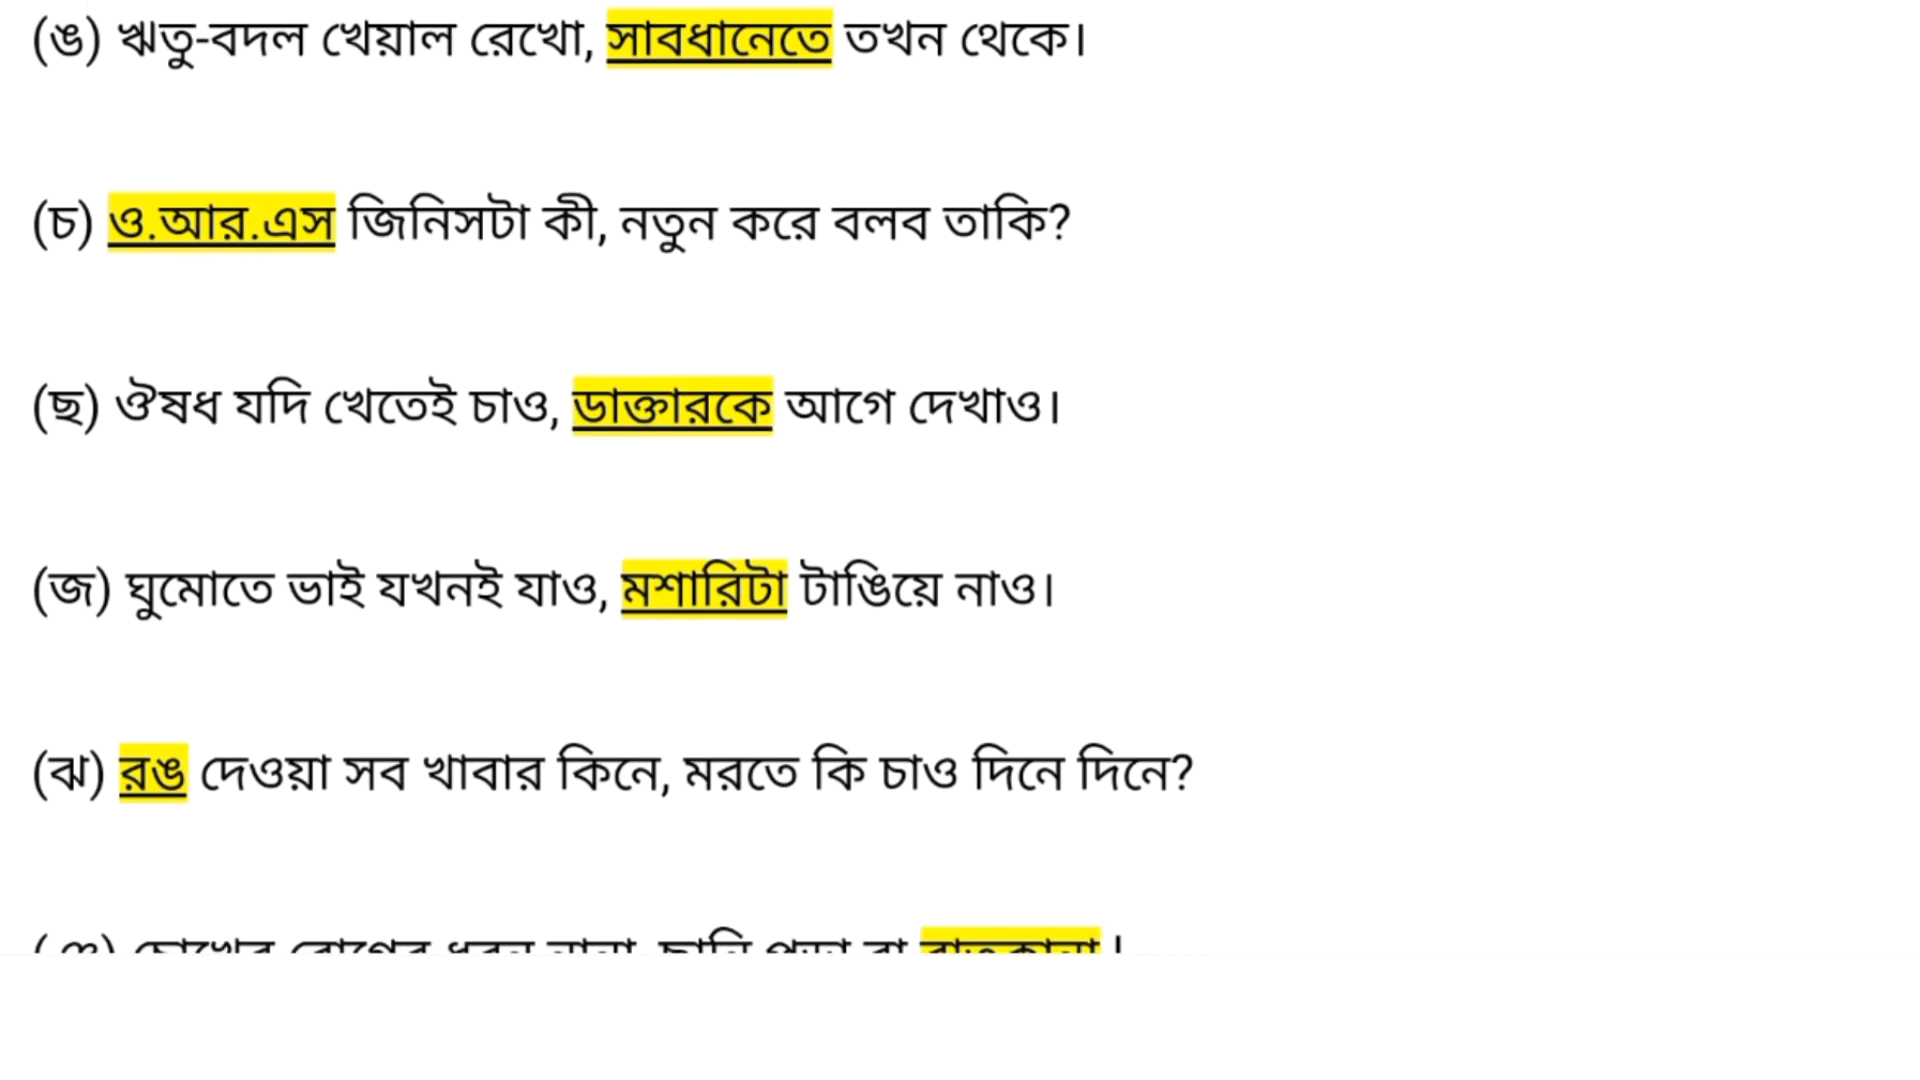 (ঙ) ঋতু-বদল খেয়াল রেখো, সাবধানেতে তখন থেকে।
(চ) ও.আর.এস জিনিসটা কী, নতুন করে বলব তাকি?
(ছ) ঔষধ যদি খেতেই চাও, ডাক্তারকে আগে দেখাও।
(জ) ঘুমোতে ভাই যখনই যাও, মশারিটা টাঙিয়ে নাও।
(ঝ) রঙ দেওয়া সব খাবার কিনে, মরতে কি চাও দিনে দিনে?